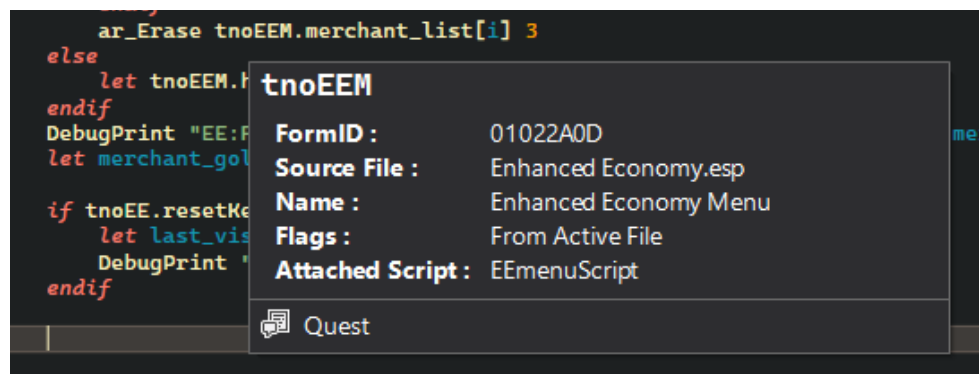 ar_Erase tnoEEM.merchant_list[i] 3
else
let tnoEEM.h
endif
DebugPrint "EE:F
let merchant_gol
if tnoEE.resetKe
let last_vis
DebugPrint "
endif
tnoEEM
FormID : 01022A0D
Source File : Enhanced Economy.esp
Name : Enhanced Economy Menu
Flags : From Active File
Attached Script : EEmenuScript
Quest
me